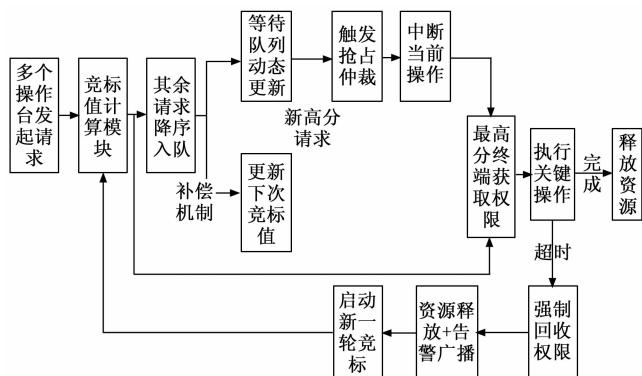 多个
操作
台发
起请
求
竞标
值计
算模
块
其余
请求
降序
入队
等待
队列
动态
更新
新高分
请求
触发
抢占
仲裁
中断
当前
操作
补偿
机制
更新
下次
竞标
值
最高
分终
端获
取权
限
执行
关键
操作
完
成
释
放
资
源
超时
强制
回收
权限
资源释
放+告
警广播
启动
新一
轮竞
标